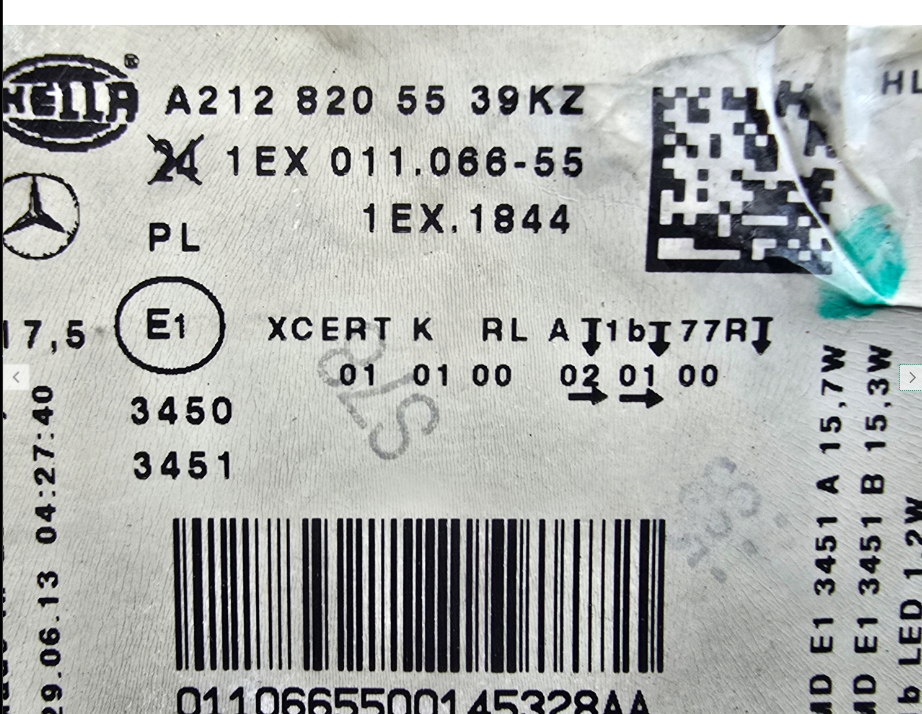 HELLA®
A212 820 55 39KZ
24 1EX 011.066-55
1EX.1844
PL
17,5
E1
XCERT K RL A 1b 77R
01 01 00 02 01 00
3450
3451
29.06.13 04:27:40
MD E1 3451 A 15,7W
MD E1 3451 B 15,3W
b LED 1,2W
HL
STP
0110665500145328AA